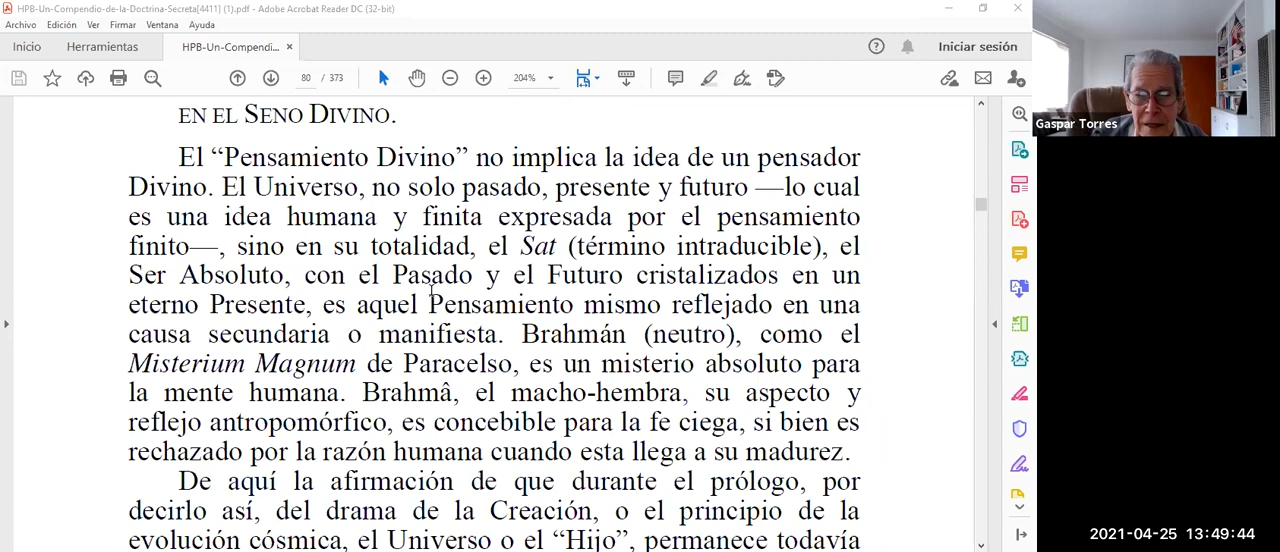 HPB-Un-Compendio-de-la-Doctrina-Secreta[4411] (1).pdf - Adobe Acrobat Reader DC (32-bit)
Archivo Edición Ver Firmar Ventana Ayuda
Inicio Herramientas HPB-Un-Compendi... × Iniciar sesión
80 / 373 204%
EN EL SENO DIVINO.
El “Pensamiento Divino” no implica la idea de un pensador
Divino. El Universo, no solo pasado, presente y futuro —lo cual
es una idea humana y finita expresada por el pensamiento
finito—, sino en su totalidad, el Sat (término intraducible), el
Ser Absoluto, con el Pasado y el Futuro cristalizados en un
eterno Presente, es aquel Pensamiento mismo reflejado en una
causa secundaria o manifiesta. Brahmán (neutro), como el
Misterium Magnum de Paracelso, es un misterio absoluto para
la mente humana. Brahmâ, el macho-hembra, su aspecto y
reflejo antropomórfico, es concebible para la fe ciega, si bien es
rechazado por la razón humana cuando esta llega a su madurez.
De aquí la afirmación de que durante el prólogo, por
decirlo así, del drama de la Creación, o el principio de la
evolución cósmica, el Universo o el “Hijo”, permanece todavía
Gaspar Torres
2021-04-25 13:49:44